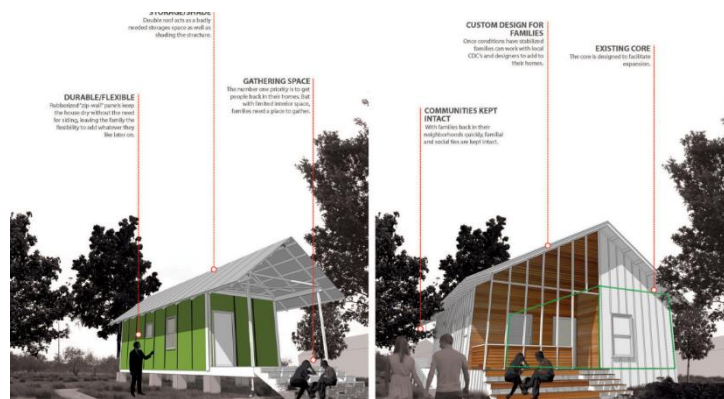 STORAGE/SHADE
Double roof acts as a badly
needed storages space as well as
shading the structure.
DURABLE/FLEXIBLE
Rubberized "zip-wall" panels keep
the house dry without the need
for siding, leaving the family the
flexibility to add whatever they
like later on.
GATHERING SPACE
The number one priority is to get
people back in their homes. But
with limited interior space,
families need a place to gather.
CUSTOM DESIGN FOR
FAMILIES
Once conditions have stabilized
families can work with local
CDC's and designers to add to
their homes.
EXISTING CORE
The core is designed to facilitate
expansion.
COMMUNITIES KEPT
INTACT
With families back in their
neighborhoods quickly, familial
and social ties are kept intact.